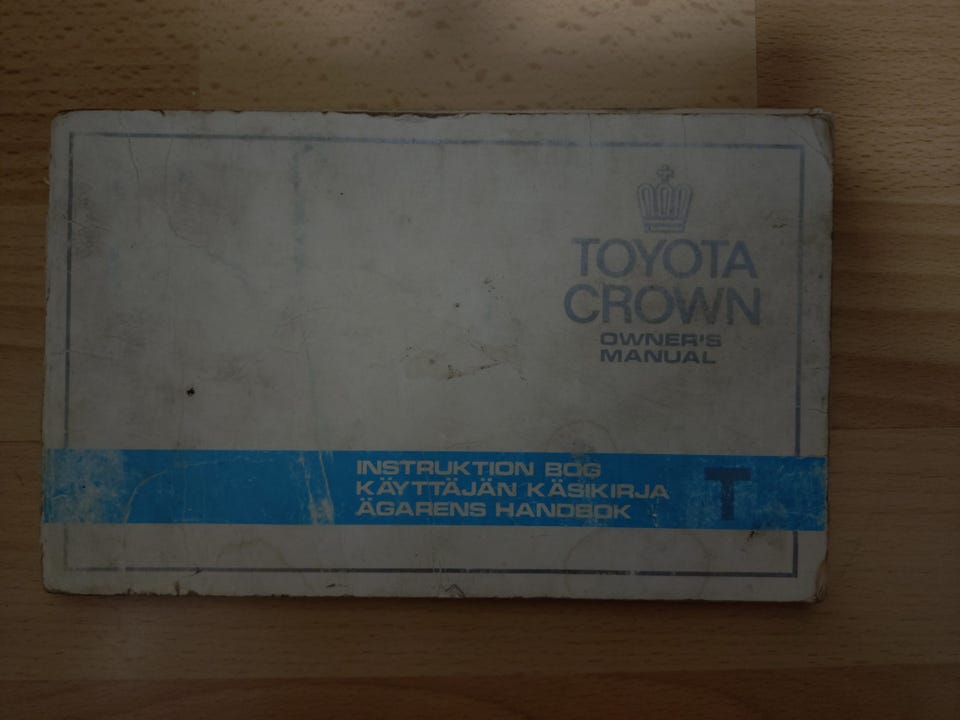 TOYOTA
CROWN
OWNER'S
MANUAL
INSTRUKTION BOG
KÄYTTÄJÄN KÄSIKIRJA
ÄGARENS HANDBOK
T